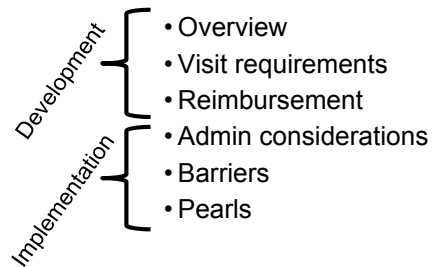 Development
• Overview
• Visit requirements
• Reimbursement
Implementation
• Admin considerations
• Barriers
• Pearls